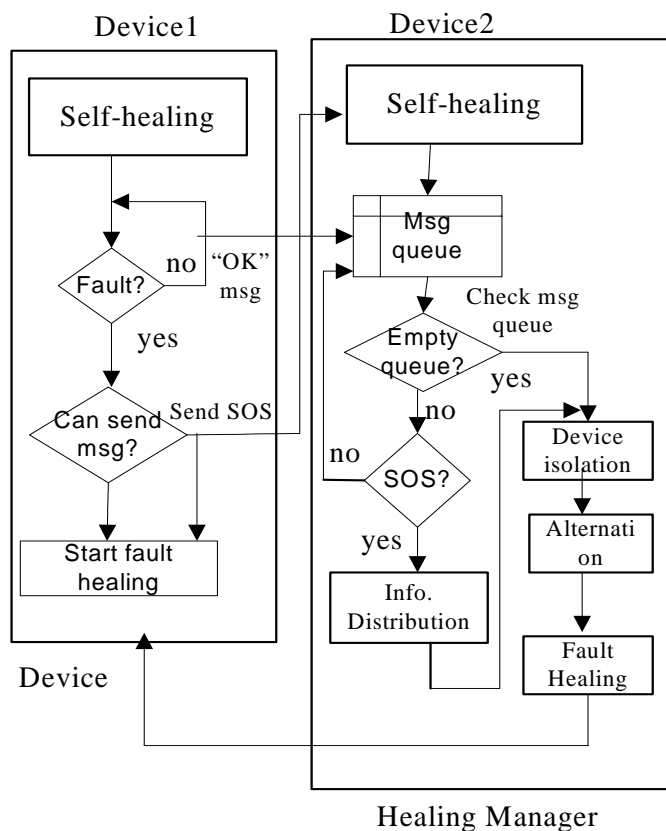 Device1
Device2
Self-healing
Self-healing
Msg
queue
Fault?
no
"OK"
msg
Check msg
queue
yes
Empty
queue?
yes
Can send
msg?
Send SOS
no
no
SOS?
Device
isolation
Alternati
on
yes
Start fault
healing
Info.
Distribution
Fault
Healing
Device
Healing Manager